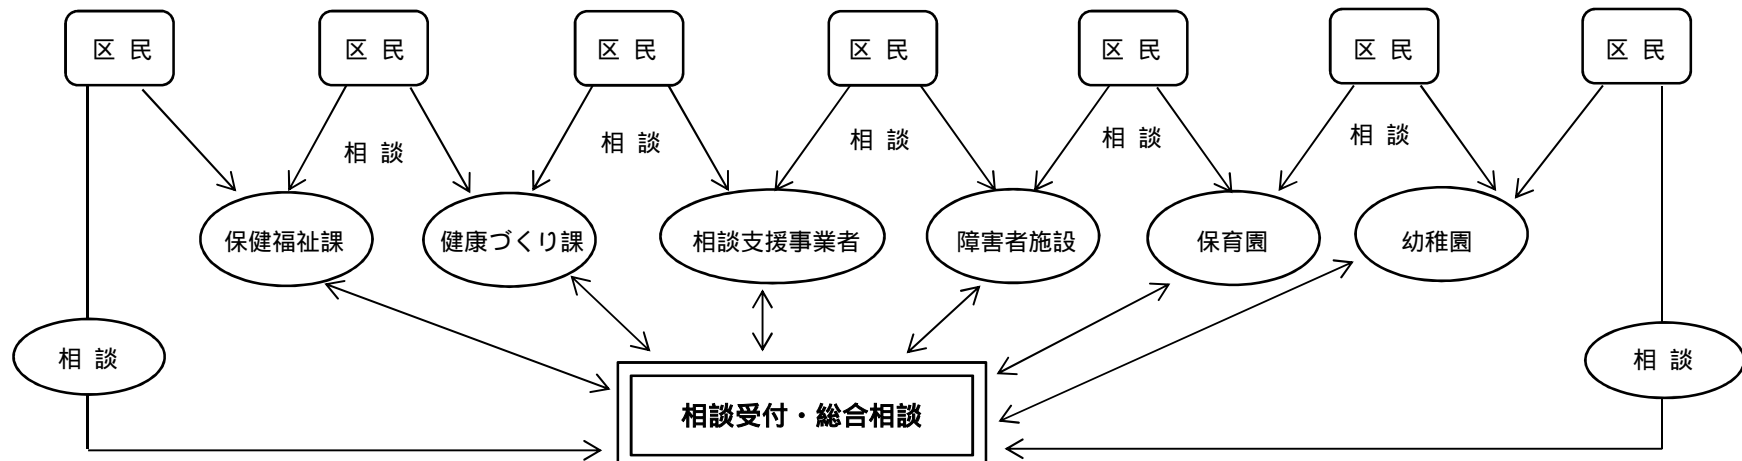 区 民
区 民
区 民
区 民
区 民
区 民
区 民
相 談
相 談
相 談
相 談
相 談
保健福祉課
健康づくり課
相談支援事業者
障害者施設
保育園
幼稚園
相 談
相 談
相談受付・総合相談